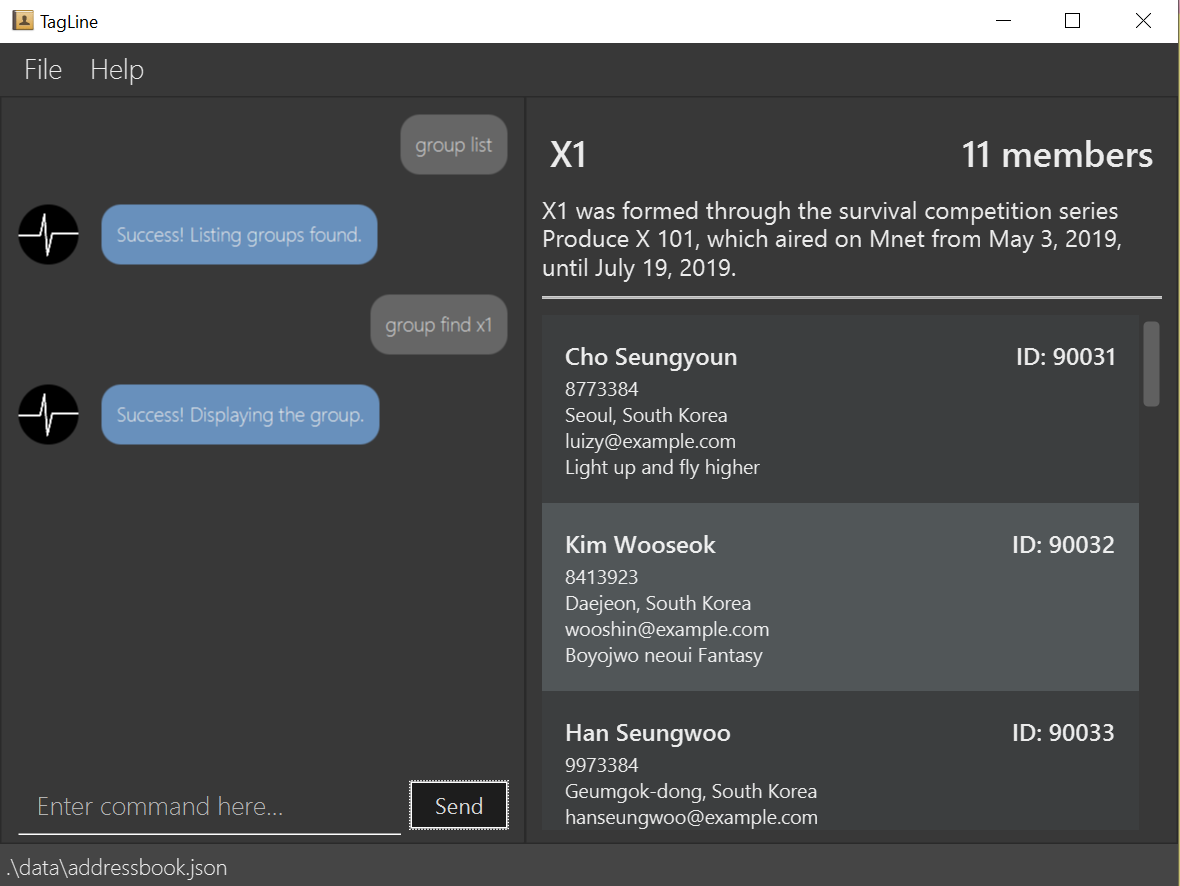 TagLine
File Help
group list
Success! Listing groups found.
group find x1
Success! Displaying the group.
Enter command here...
Send
X1
11 members
X1 was formed through the survival competition series
Produce X 101, which aired on Mnet from May 3, 2019,
until July 19, 2019.
Cho Seungyoun
ID: 90031
8773384
Seoul, South Korea
luizy@example.com
Light up and fly higher
Kim Wooseok
ID: 90032
8413923
Daejeon, South Korea
wooshin@example.com
Boyojwo neoui Fantasy
Han Seungwoo
ID: 90033
9973384
Geumgok-dong, South Korea
hanseungwoo@example.com
.\data\addressbook.json